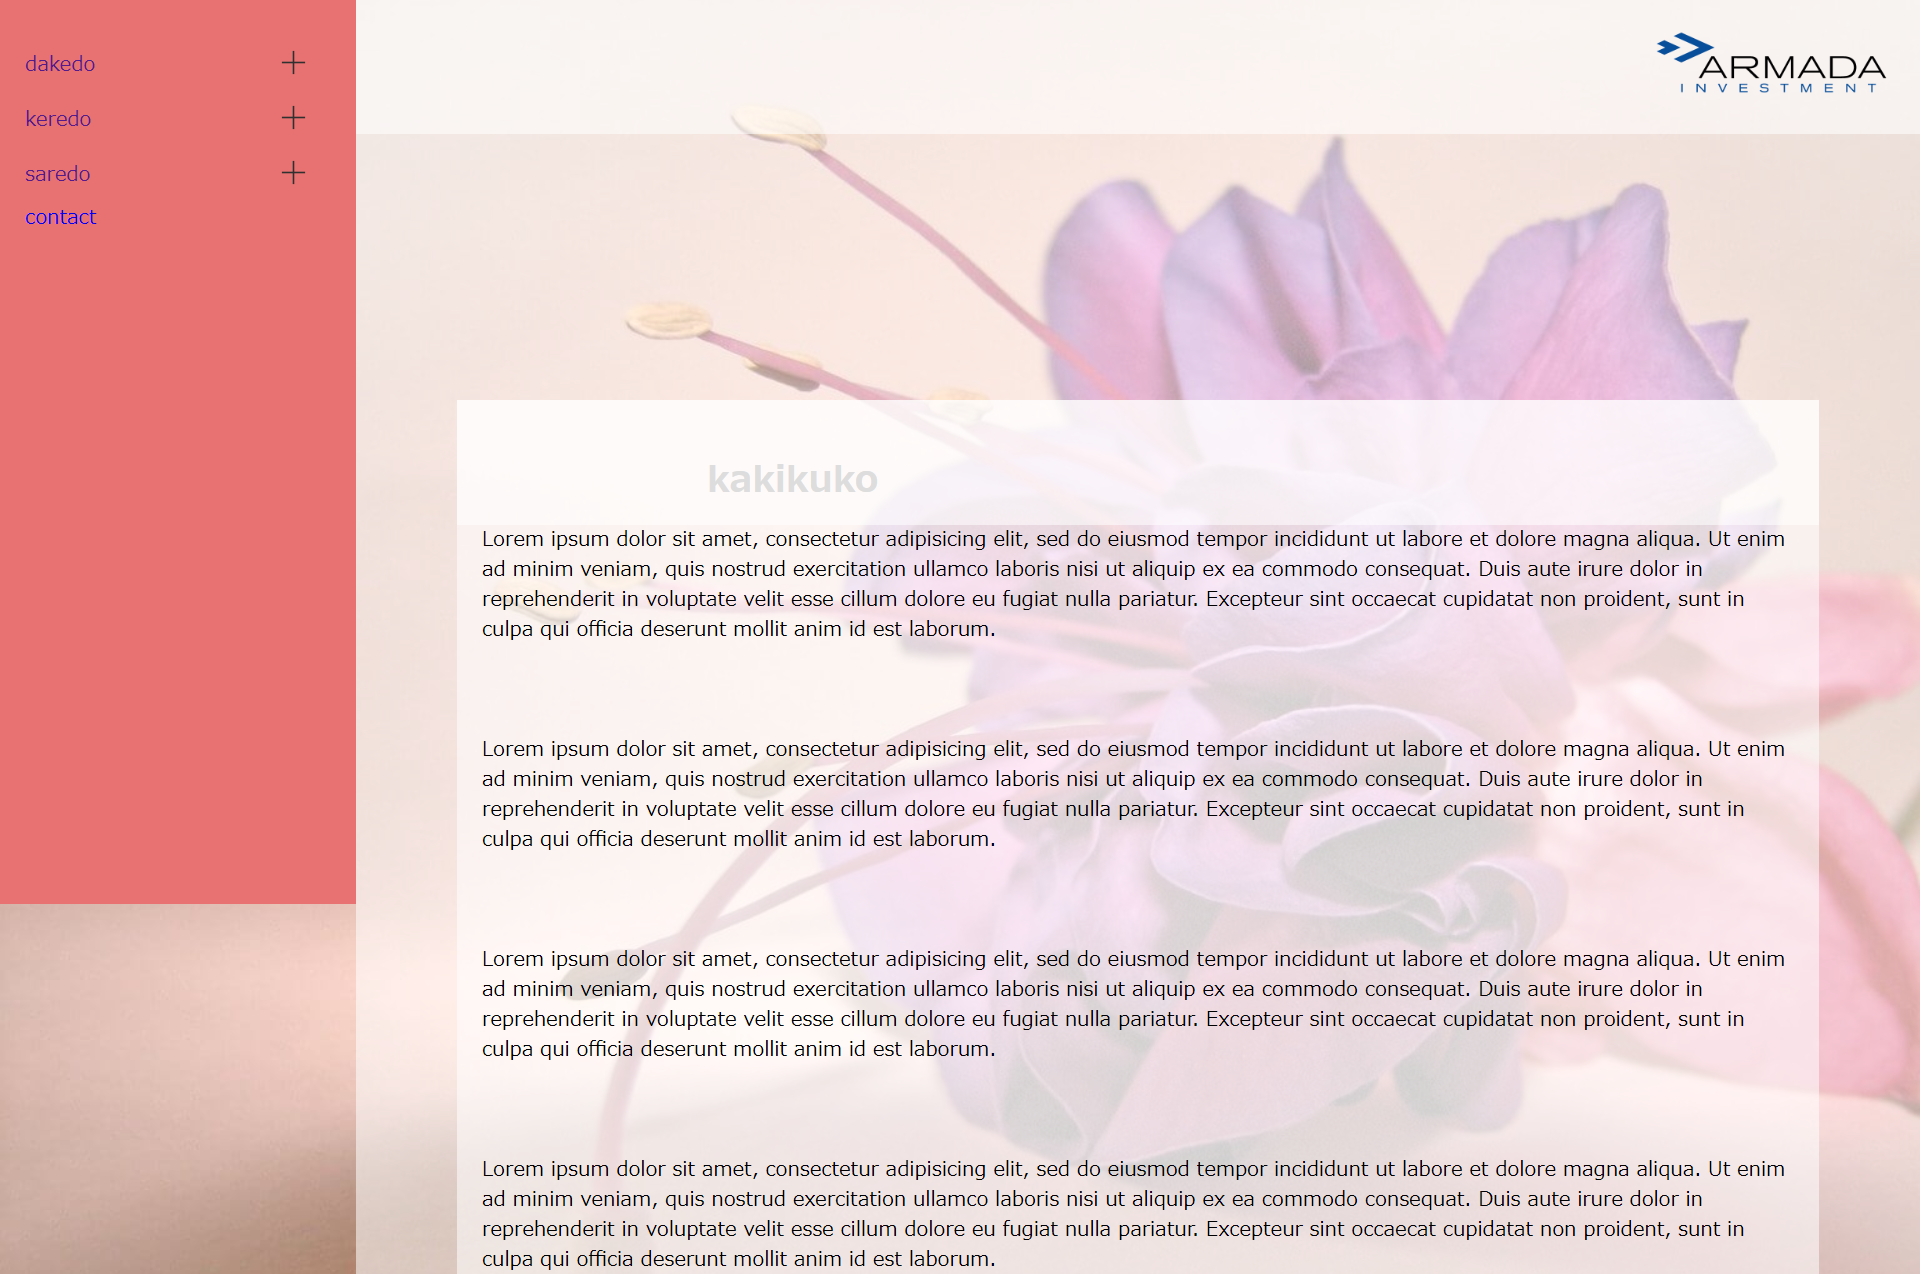 dakedo
keredo
saredo
contact
ARMADA
INVESTMENT
kakikuko
Lorem ipsum dolor sit amet, consectetur adipisicing elit, sed do eiusmod tempor incididunt ut labore et dolore magna aliqua. Ut enim
ad minim veniam, quis nostrud exercitation ullamco laboris nisi ut aliquip ex ea commodo consequat. Duis aute irure dolor in
reprehenderit in voluptate velit esse cillum dolore eu fugiat nulla pariatur. Excepteur sint occaecat cupidatat non proident, sunt in
culpa qui officia deserunt mollit anim id est laborum.
Lorem ipsum dolor sit amet, consectetur adipisicing elit, sed do eiusmod tempor incididunt ut labore et dolore magna aliqua. Ut enim
ad minim veniam, quis nostrud exercitation ullamco laboris nisi ut aliquip ex ea commodo consequat. Duis aute irure dolor in
reprehenderit in voluptate velit esse cillum dolore eu fugiat nulla pariatur. Excepteur sint occaecat cupidatat non proident, sunt in
culpa qui officia deserunt mollit anim id est laborum.
Lorem ipsum dolor sit amet, consectetur adipisicing elit, sed do eiusmod tempor incididunt ut labore et dolore magna aliqua. Ut enim
ad minim veniam, quis nostrud exercitation ullamco laboris nisi ut aliquip ex ea commodo consequat. Duis aute irure dolor in
reprehenderit in voluptate velit esse cillum dolore eu fugiat nulla pariatur. Excepteur sint occaecat cupidatat non proident, sunt in
culpa qui officia deserunt mollit anim id est laborum.
Lorem ipsum dolor sit amet, consectetur adipisicing elit, sed do eiusmod tempor incididunt ut labore et dolore magna aliqua. Ut enim
ad minim veniam, quis nostrud exercitation ullamco laboris nisi ut aliquip ex ea commodo consequat. Duis aute irure dolor in
reprehenderit in voluptate velit esse cillum dolore eu fugiat nulla pariatur. Excepteur sint occaecat cupidatat non proident, sunt in
culpa qui officia deserunt mollit anim id est laborum.